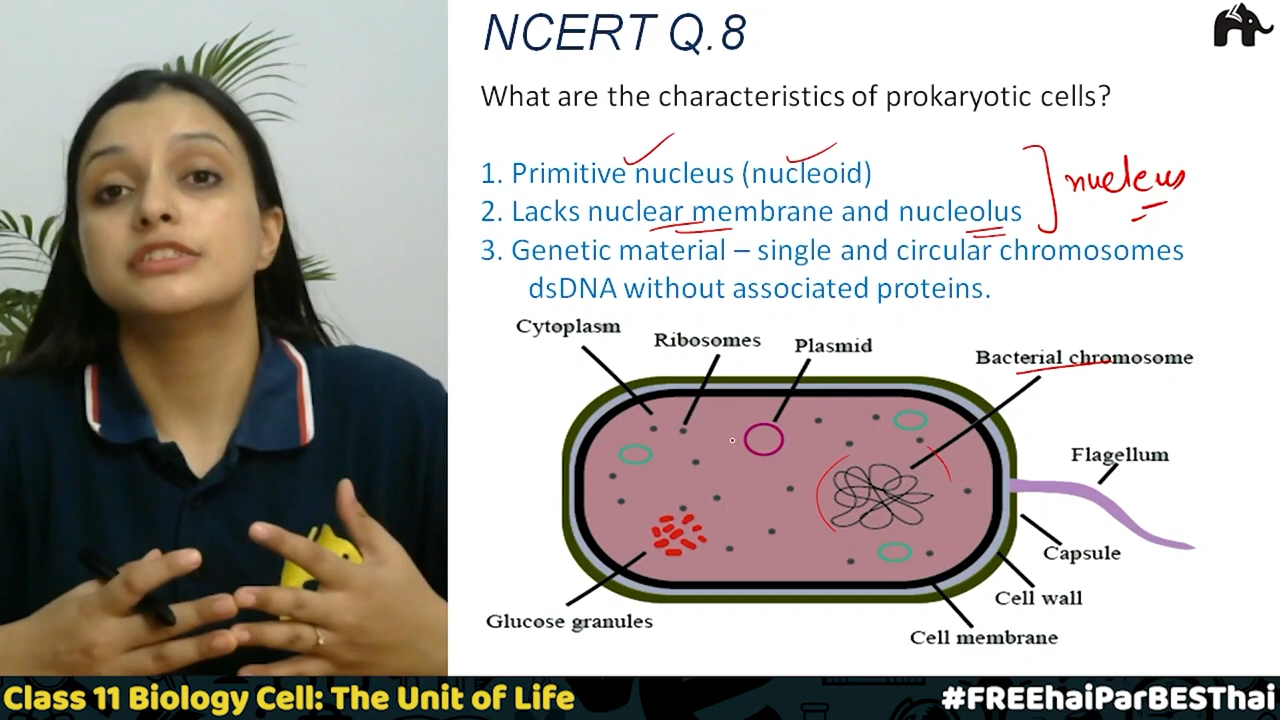 NCERT Q.8
What are the characteristics of prokaryotic cells?
1. Primitive nucleus (nucleoid)
2. Lacks nuclear membrane and nucleolus
nucleus
3. Genetic material – single and circular chromosomes
dsDNA without associated proteins.
Cytoplasm
Ribosomes
Plasmid
Bacterial chromosome
Flagellum
Capsule
Cell wall
Cell membrane
Glucose granules
Class 11 Biology Cell: The Unit of Life
#FREEhaiParBESThai